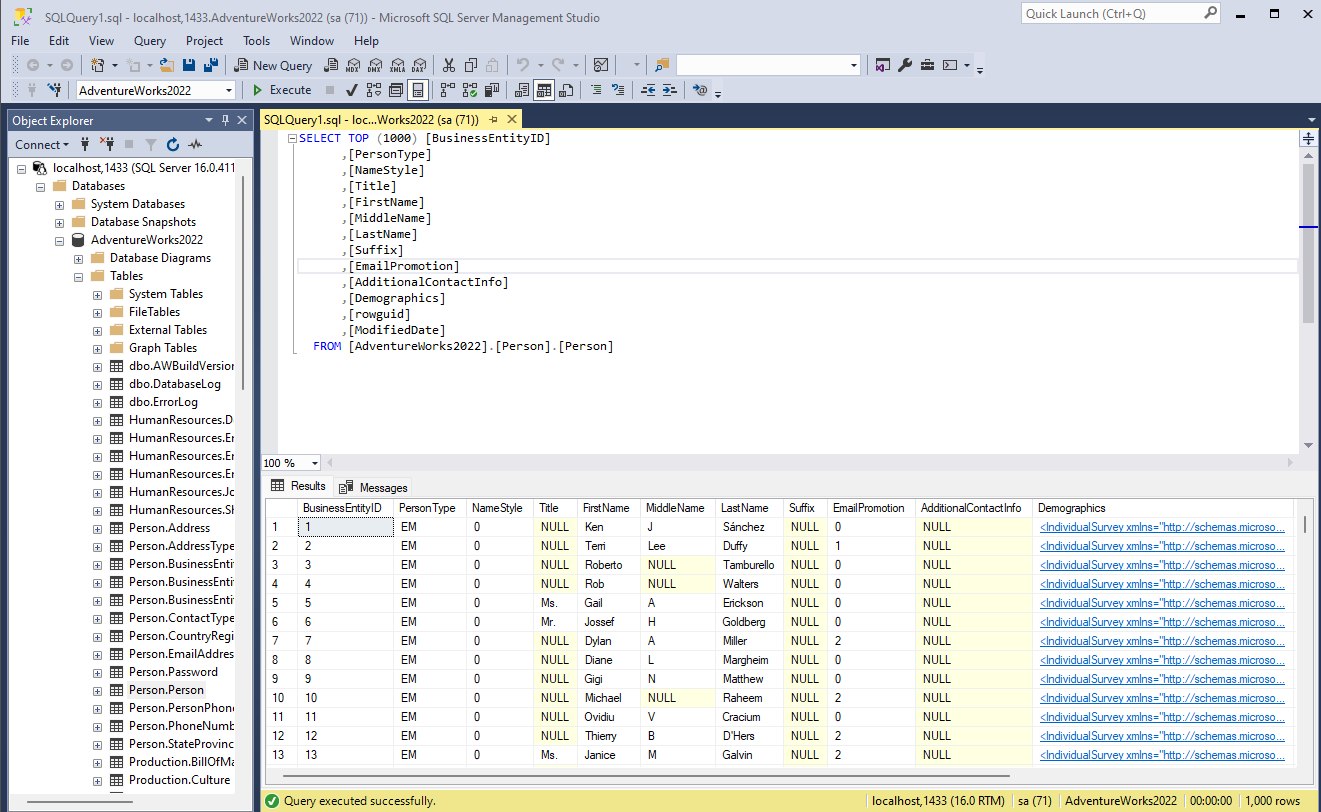 SQLQuery1.sql - localhost,1433.AdventureWorks2022 (sa (71)) - Microsoft SQL Server Management Studio
Quick Launch (Ctrl+Q)
File Edit View Query Project Tools Window Help
New Query MDX DMX XMLA DAX
AdventureWorks2022 Execute
Object Explorer
Connect
localhost,1433 (SQL Server 16.0.411
Databases
System Databases
Database Snapshots
AdventureWorks2022
Database Diagrams
Tables
System Tables
FileTables
External Tables
Graph Tables
dbo.AWBuildVersion
dbo.DatabaseLog
dbo.ErrorLog
HumanResources.D
HumanResources.Er
HumanResources.Er
HumanResources.Er
HumanResources.Jo
HumanResources.Sh
Person.Address
Person.AddressType
Person.BusinessEnti
Person.BusinessEnti
Person.BusinessEnti
Person.ContactType
Person.CountryRegi
Person.EmailAddres
Person.Password
Person.Person
Person.PersonPhone
Person.PhoneNumb
Person.StateProvinc
Production.BillOfMa
Production.Culture
SQLQuery1.sql - loc...Works2022 (sa (71))
SELECT TOP (1000) [BusinessEntityID]
,[PersonType]
,[NameStyle]
,[Title]
,[FirstName]
,[MiddleName]
,[LastName]
,[Suffix]
,[EmailPromotion]
,[AdditionalContactInfo]
,[Demographics]
,[rowguid]
,[ModifiedDate]
FROM [AdventureWorks2022].[Person].[Person]
100 %
Results Messages
BusinessEntityID PersonType NameStyle Title FirstName MiddleName LastName Suffix EmailPromotion AdditionalContactInfo Demographics
1 1 EM 0 NULL Ken J Sánchez NULL 0 NULL <IndividualSurvey xmlns="http://schemas.microso...
2 2 EM 0 NULL Terri Lee Duffy NULL 1 NULL <IndividualSurvey xmlns="http://schemas.microso...
3 3 EM 0 NULL Roberto NULL Tamburello NULL 0 NULL <IndividualSurvey xmlns="http://schemas.microso...
4 4 EM 0 NULL Rob NULL Walters NULL 0 NULL <IndividualSurvey xmlns="http://schemas.microso...
5 5 EM 0 Ms. Gail A Erickson NULL 0 NULL <IndividualSurvey xmlns="http://schemas.microso...
6 6 EM 0 Mr. Jossef H Goldberg NULL 0 NULL <IndividualSurvey xmlns="http://schemas.microso...
7 7 EM 0 NULL Dylan A Miller NULL 2 NULL <IndividualSurvey xmlns="http://schemas.microso...
8 8 EM 0 NULL Diane L Margheim NULL 0 NULL <IndividualSurvey xmlns="http://schemas.microso...
9 9 EM 0 NULL Gigi N Matthew NULL 0 NULL <IndividualSurvey xmlns="http://schemas.microso...
10 10 EM 0 NULL Michael NULL Raheem NULL 2 NULL <IndividualSurvey xmlns="http://schemas.microso...
11 11 EM 0 NULL Ovidiu V Cracium NULL 0 NULL <IndividualSurvey xmlns="http://schemas.microso...
12 12 EM 0 NULL Thierry B D'Hers NULL 2 NULL <IndividualSurvey xmlns="http://schemas.microso...
13 13 EM 0 Ms. Janice M Galvin NULL 2 NULL <IndividualSurvey xmlns="http://schemas.microso...
Query executed successfully. localhost,1433 (16.0 RTM) sa (71) AdventureWorks2022 00:00:00 1,000 rows